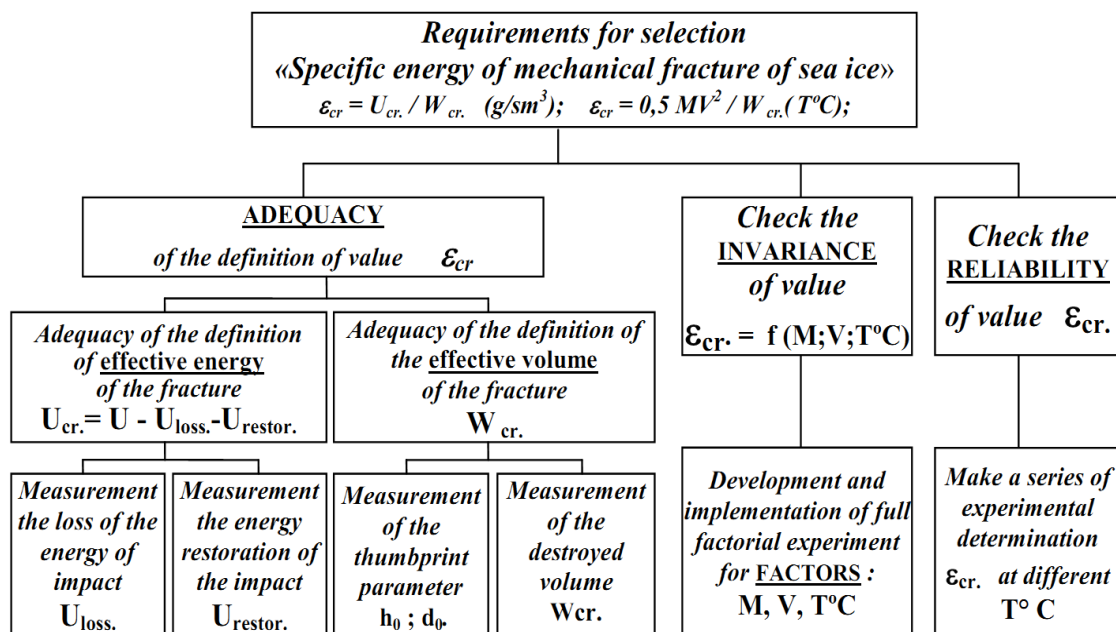 Requirements for selection
«Specific energy of mechanical fracture of sea ice»
εcr = Ucr. / Wcr. (g/sm³); εcr = 0,5 MV² / Wcr.( TºC);
ADEQUACY
of the definition of value εcr
Adequacy of the definition
of effective energy
of the fracture
Ucr.= U - Uloss.-Urestor.
Measurement
the loss of the
energy of
impact
Uloss.
Measurement
the energy
restoration of
the impact
Urestor.
Adequacy of the definition of
the effective volume
of the fracture
W cr.
Measurement
of the
thumbprint
parameter
h₀ ; d₀.
Measurement
of the
destroyed
volume
Wcr.
Check the
INVARIANCE
of value
εcr. = f (M;V;TºC)
Development and
implementation of full
factorial experiment
for FACTORS :
M, V, TºC
Check the
RELIABILITY
of value εcr.
Make a series of
experimental
determination
εcr. at different
T° C